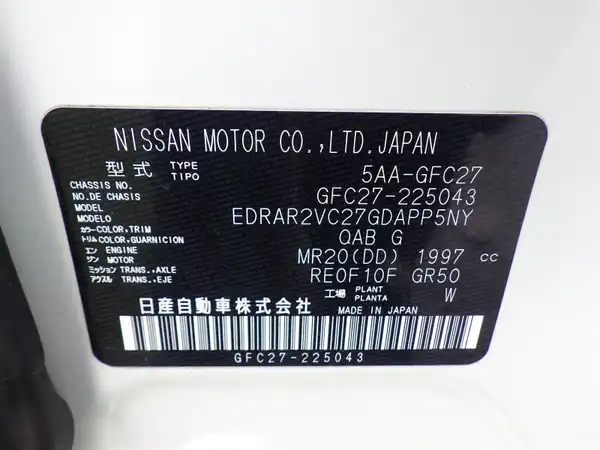 NISSAN MOTOR CO.,LTD.JAPAN
型式 TYPE TIPO 5AA-GFC27
CHASSIS NO. NO.DE CHASIS GFC27-225043
MODEL MODELO EDRAR2VC27GDAPP5NY
カラー COLOR,TRIM トリム COLOR,GUARNICION QAB G
エンジン ENGINE MOTOR MR20(DD) 1997 cc
ミッション TRANS.,AXLE アクスル TRANS.,EJE RE0F10F GR50
工場 PLANT PLANTA W
日産自動車株式会社 MADE IN JAPAN
GFC27-225043